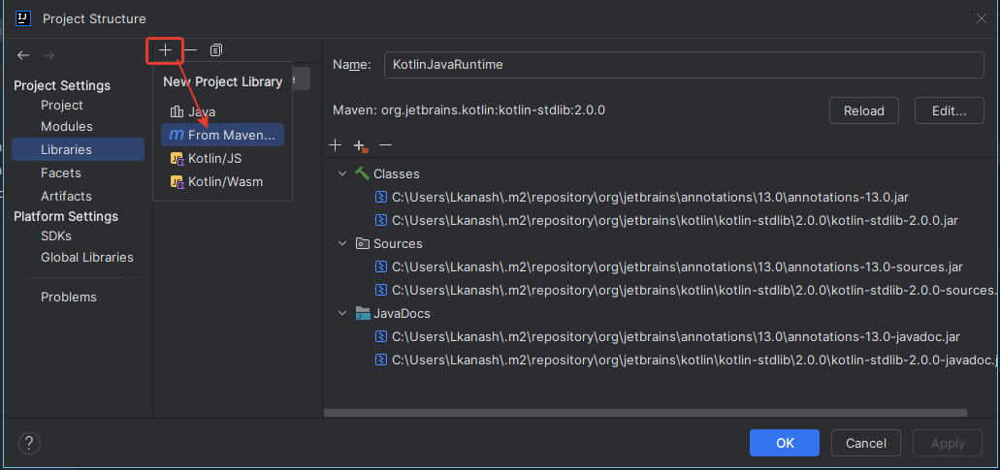 IJ
Project Structure
Project Settings
Project
Modules
Libraries
Facets
Artifacts
Platform Settings
SDKs
Global Libraries
Problems
New Project Library
Java
m From Maven...
Kotlin/JS
Kotlin/Wasm
Name: KotlinJavaRuntime
Maven: org.jetbrains.kotlin:kotlin-stdlib:2.0.0
Reload
Edit...
Classes
C:\Users\Lkanash\.m2\repository\org\jetbrains\annotations\13.0\annotations-13.0.jar
C:\Users\Lkanash\.m2\repository\org\jetbrains\kotlin\kotlin-stdlib\2.0.0\kotlin-stdlib-2.0.0.jar
Sources
C:\Users\Lkanash\.m2\repository\org\jetbrains\annotations\13.0\annotations-13.0-sources.jar
C:\Users\Lkanash\.m2\repository\org\jetbrains\kotlin\kotlin-stdlib\2.0.0\kotlin-stdlib-2.0.0-sources.
JavaDocs
C:\Users\Lkanash\.m2\repository\org\jetbrains\annotations\13.0\annotations-13.0-javadoc.jar
C:\Users\Lkanash\.m2\repository\org\jetbrains\kotlin\kotlin-stdlib\2.0.0\kotlin-stdlib-2.0.0-javadoc.j
?
OK
Cancel
Apply